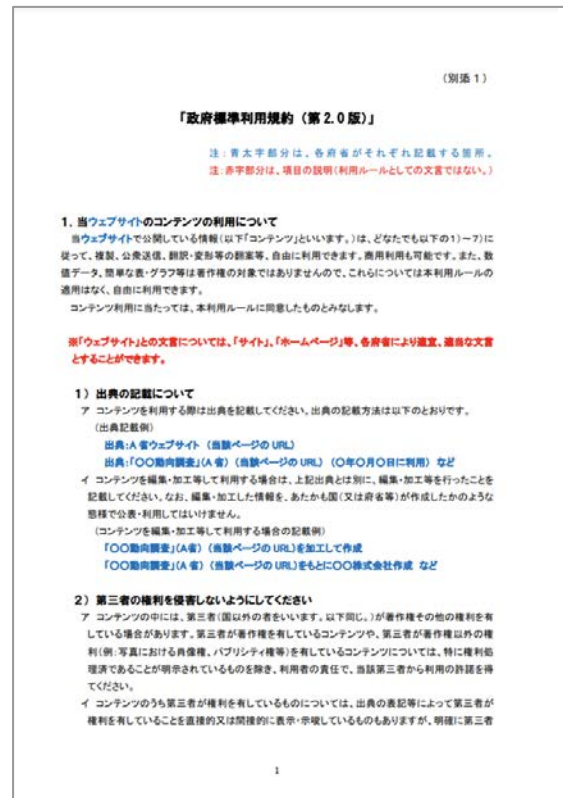 （別添１）
「政府標準利用規約（第2.0版）」
注：青太字部分は、各府省がそれぞれ記載する箇所。
注：赤字部分は、項目の説明（利用ルールとしての文言ではない。）
１．当ウェブサイトのコンテンツの利用について
当ウェブサイトで公開している情報（以下「コンテンツ」といいます。）は、どなたでも以下の１）～７）に
従って、複製、公衆送信、翻訳・変形等の翻案等、自由に利用できます。商用利用も可能です。また、数
値データ、簡単な表・グラフ等は著作権の対象ではありませんので、これらについては本利用ルールの
適用はなく、自由に利用できます。
コンテンツ利用に当たっては、本利用ルールに同意したものとみなします。
※「ウェブサイト」との文言については、「サイト」、「ホームページ」等、各府省により適宜、適当な文言
とすることができます。
１）出典の記載について
ア コンテンツを利用する際は出典を記載してください。出典の記載方法は以下のとおりです。
（出典記載例）
出典：A省ウェブサイト （当該ページのURL）
出典：「〇〇動向調査」（A省）（当該ページのURL）（〇年〇月〇日に利用） など
イ コンテンツを編集・加工等して利用する場合は、上記出典とは別に、編集・加工等を行ったことを
記載してください。なお、編集・加工した情報を、あたかも国（又は府省等）が作成したかのような
態様で公表・利用してはいけません。
（コンテンツを編集・加工等して利用する場合の記載例）
「〇〇動向調査」（A省）（当該ページのURL）を加工して作成
「〇〇動向調査」（A省）（当該ページのURL）をもとに〇〇株式会社作成 など
２）第三者の権利を侵害しないようにしてください
ア コンテンツの中には、第三者（国以外の者をいいます。以下同じ。）が著作権その他の権利を有
している場合があります。第三者が著作権を有しているコンテンツや、第三者が著作権以外の権
利（例：写真における肖像権、パブリシティ権等）を有しているコンテンツについては、特に権利処
理済であることが明示されているものを除き、利用者の責任で、当該第三者から利用の許諾を得
てください。
イ コンテンツのうち第三者が権利を有しているものについては、出典の表記等によって第三者が
権利を有していることを直接的又は間接的に表示・示唆しているものもありますが、明確に第三者
1